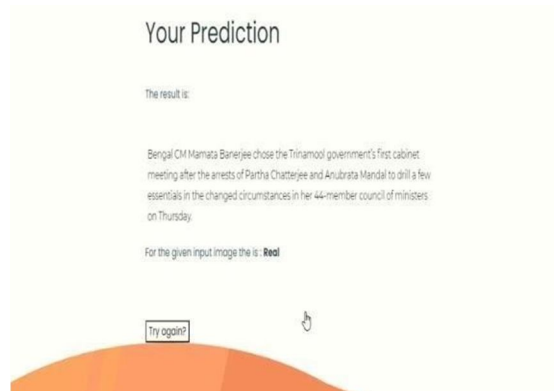 Your Prediction
The result is:
Bengal CM Mamata Banerjee chose the Trinamool government's first cabinet
meeting after the arrests of Partha Chatterjee and Anubrata Mandal to drill a few
essentials in the changed circumstances in her 44-member council of ministers
on Thursday.
For the given input image the is : Real
Try again?